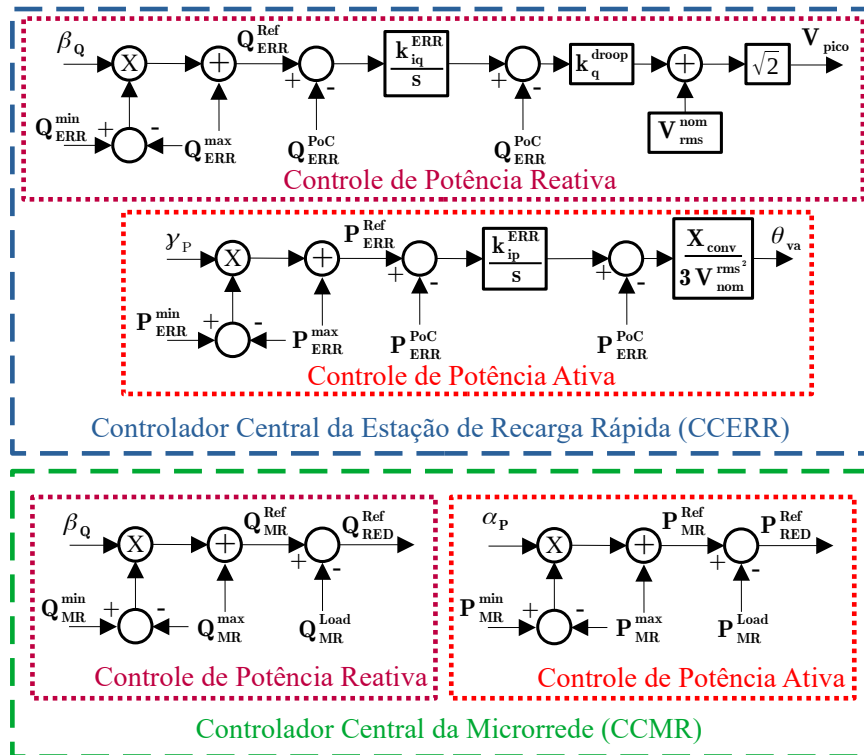 β_Q X + Q_ERR^Ref + - k_iq^ERR / s + - k_q^droop + √2 V_pico
Q_ERR^min + - Q_ERR^max Q_ERR^PoC Q_ERR^PoC V_rms^nom
Controle de Potência Reativa
γ_P X + P_ERR^Ref + - k_ip^ERR / s + - X_conv / 3 V_nom^rms² θ_va
P_ERR^min + - P_ERR^max P_ERR^PoC P_ERR^PoC
Controle de Potência Ativa
Controlador Central da Estação de Recarga Rápida (CCERR)
β_Q X + Q_MR^Ref + - Q_RED^Ref
Q_MR^min + - Q_MR^max Q_MR^Load
Controle de Potência Reativa
α_P X + P_MR^Ref + - P_RED^Ref
P_MR^min + - P_MR^max P_MR^Load
Controle de Potência Ativa
Controlador Central da Microrrede (CCMR)